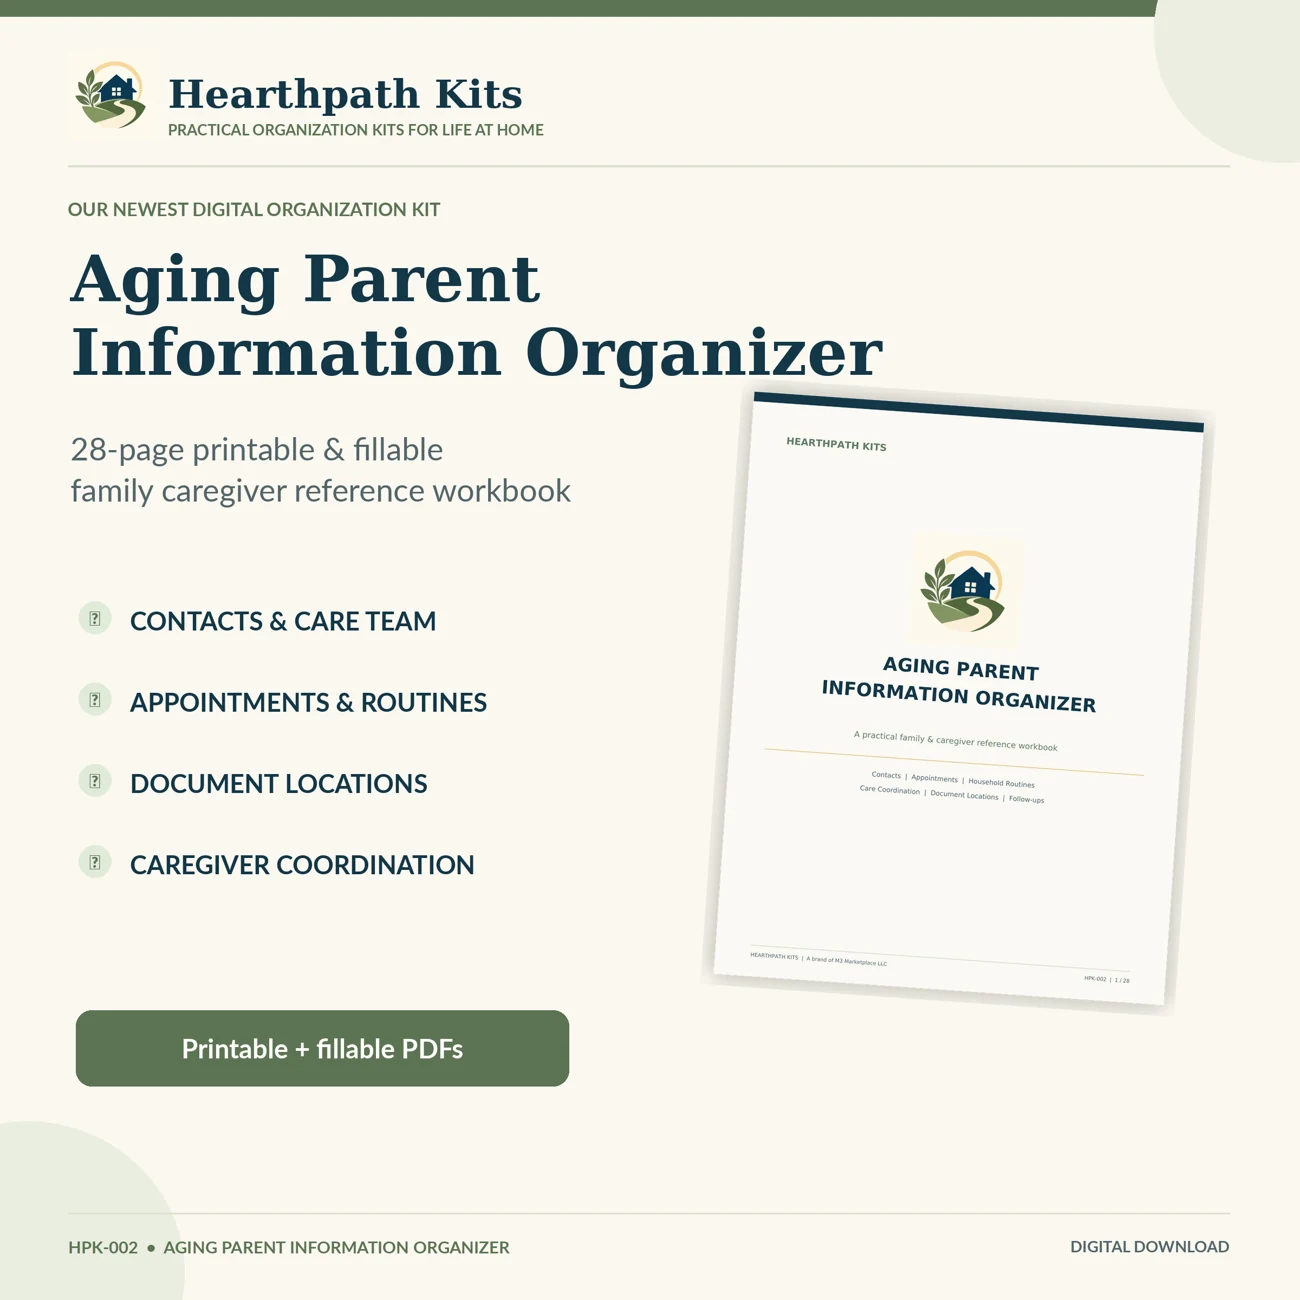 Hearthpath Kits
PRACTICAL ORGANIZATION KITS FOR LIFE AT HOME
OUR NEWEST DIGITAL ORGANIZATION KIT
Aging Parent
Information Organizer
28-page printable & fillable
family caregiver reference workbook
CONTACTS & CARE TEAM
APPOINTMENTS & ROUTINES
DOCUMENT LOCATIONS
CAREGIVER COORDINATION
Printable + fillable PDFs
HEARTHPATH KITS
AGING PARENT
INFORMATION ORGANIZER
A practical family & caregiver reference workbook
Contacts | Appointments | Household Routines
Care Coordination | Document Locations | Follow-ups
HEARTHPATH KITS | A brand of M3 Marketplace LLC
HPK-002 | 1 / 28
HPK-002 • AGING PARENT INFORMATION ORGANIZER
DIGITAL DOWNLOAD